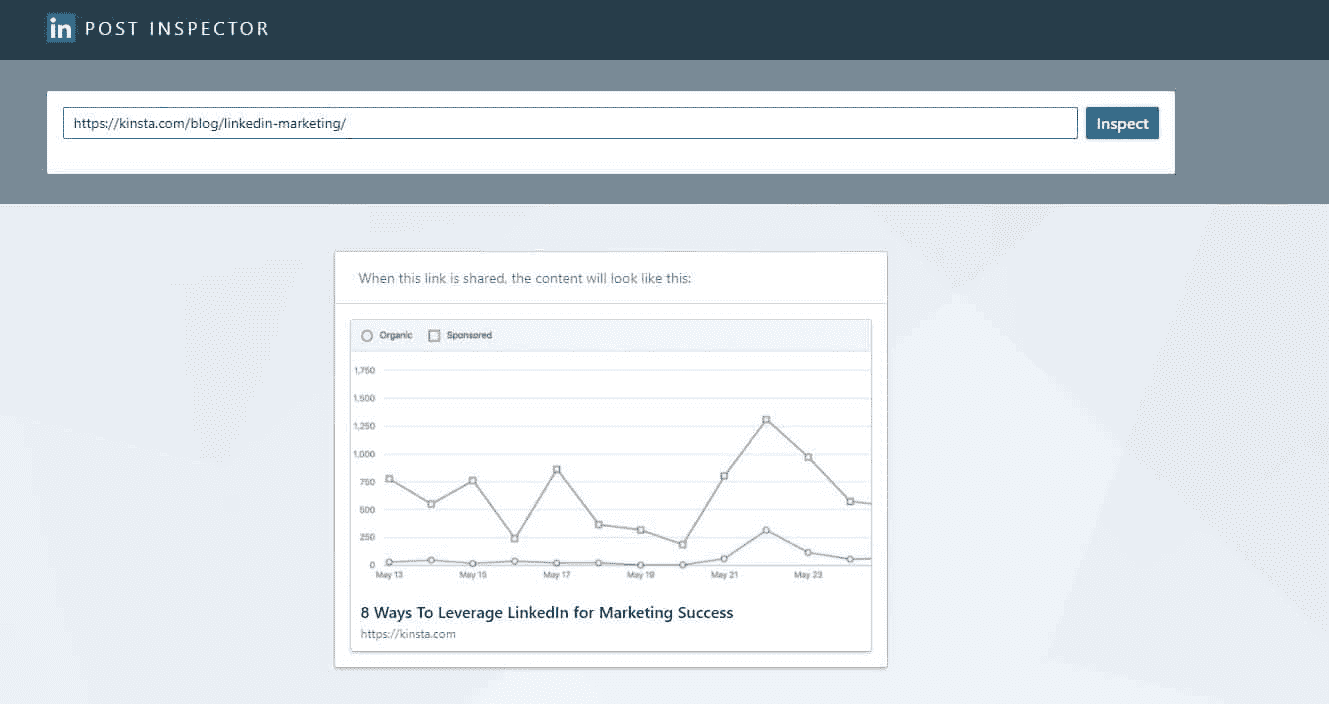 in POST INSPECTOR
https://kinsta.com/blog/linkedin-marketing/
Inspect
When this link is shared, the content will look like this:
Organic Sponsored
1,750
1,500
1,250
1,000
750
500
250
0
May 13 May 15 May 17 May 19 May 21 May 23
8 Ways To Leverage LinkedIn for Marketing Success
https://kinsta.com